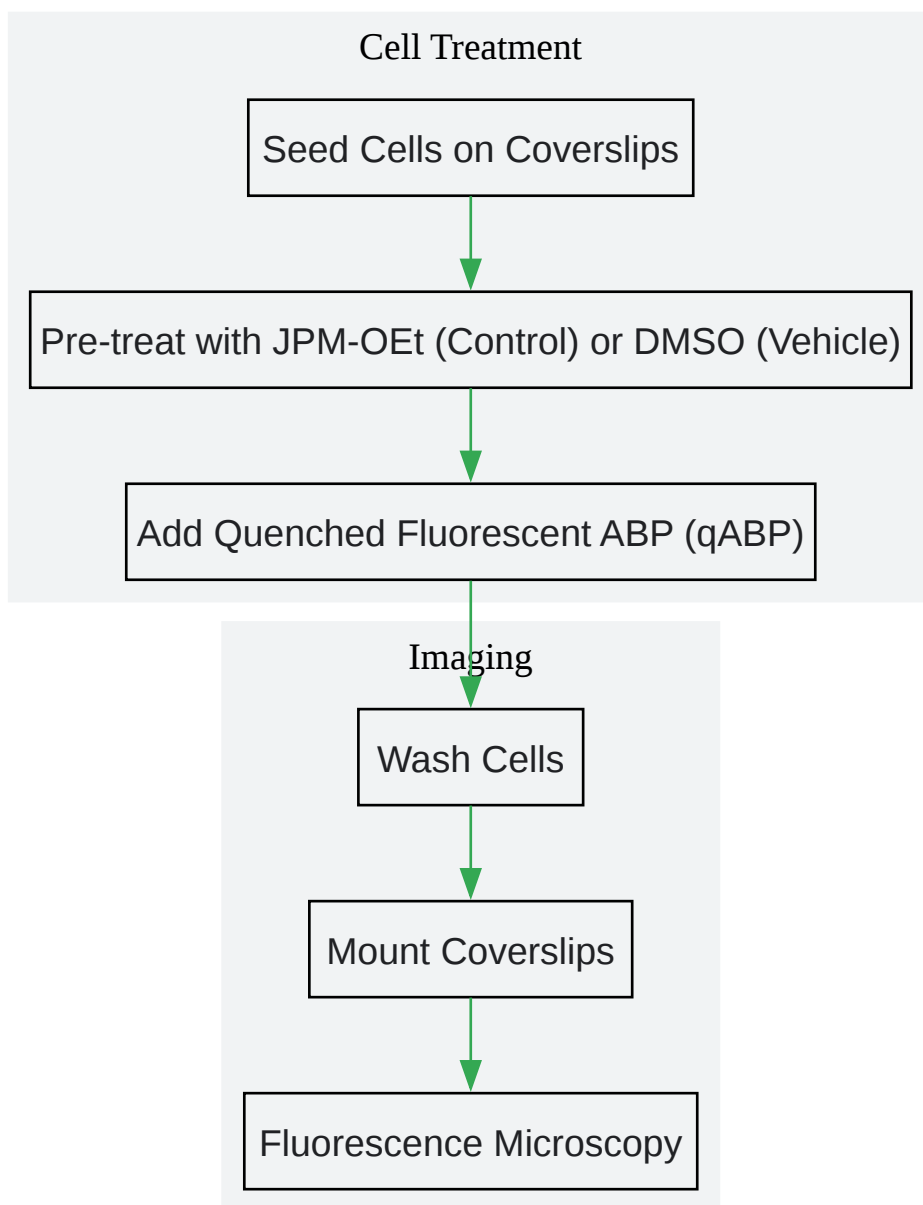 Cell Treatment
Seed Cells on Coverslips
Pre-treat with JPM-OEt (Control) or DMSO (Vehicle)
Add Quenched Fluorescent ABP (qABP)
Imaging
Wash Cells
Mount Coverslips
Fluorescence Microscopy